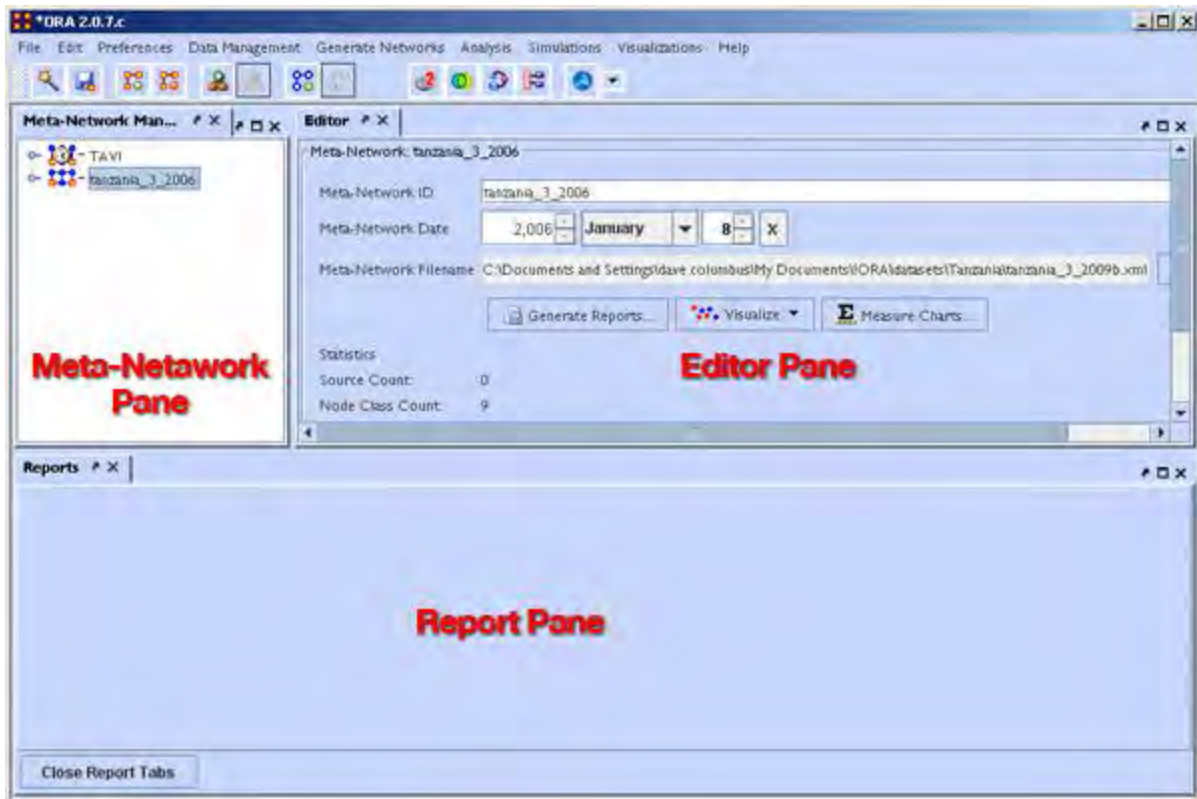 *ORA 2.0.7.c
File Edit Preferences Data Management Generate Networks Analysis Simulations Visualizations Help
Meta-Network Man...
TAVI
tanzania_3_2006
Meta-Netawork
Pane
Editor
Meta-Network: tanzania_3_2006
Meta-Network ID tanzania_3_2006
Meta-Network Date 2,006 January 8 X
Meta-Network Filename C:\Documents and Settings\dave.columbus\My Documents\!ORA\datasets\Tanzania\tanzania_3_2009b.xml
Generate Reports... Visualize Measure Charts...
Statistics
Source Count: 0
Node Class Count: 9
Editor Pane
Reports
Report Pane
Close Report Tabs